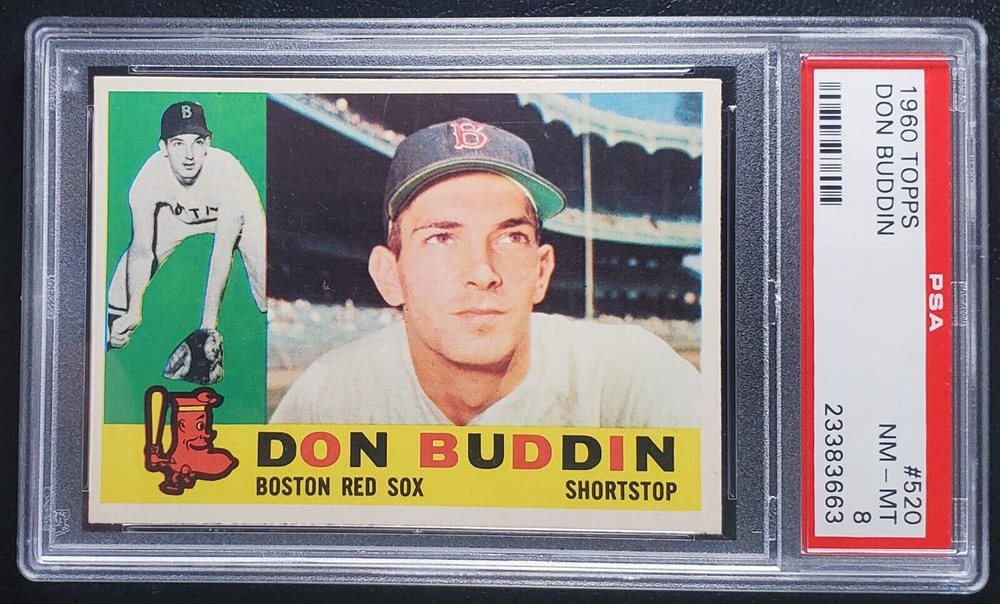 B
B
DON BUDDIN
BOSTON RED SOX SHORTSTOP
1960 TOPPS #520
DON BUDDIN NM - MT
8
23383663
PSA